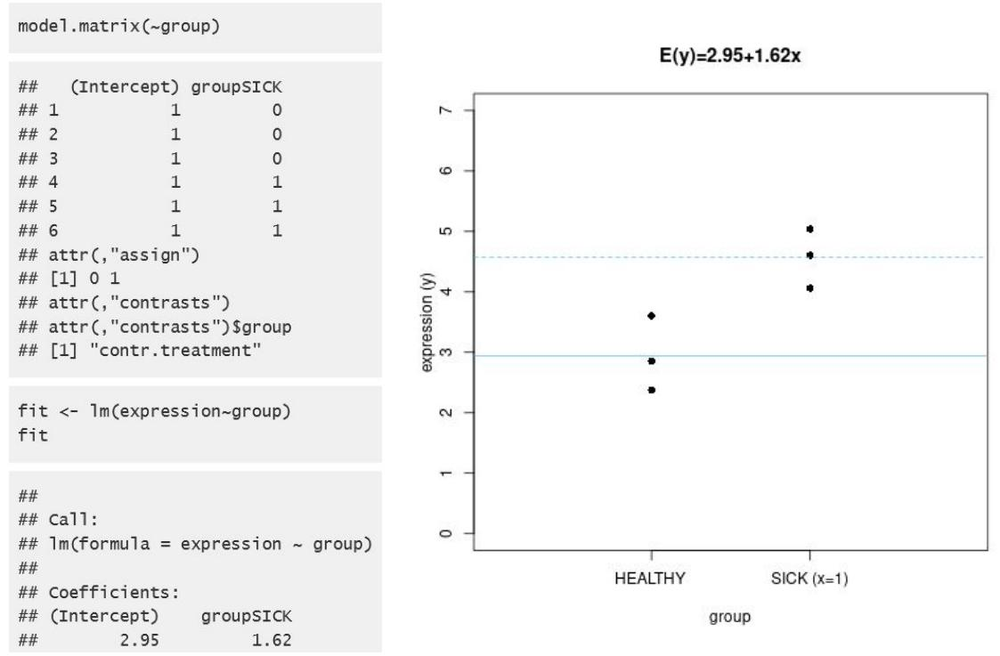 model.matrix(~group)
##   (Intercept) groupSICK
## 1           1         0
## 2           1         0
## 3           1         0
## 4           1         1
## 5           1         1
## 6           1         1
## attr(,"assign")
## [1] 0 1
## attr(,"contrasts")
## attr(,"contrasts")$group
## [1] "contr.treatment"
fit <- lm(expression~group)
fit
##
## Call:
## lm(formula = expression ~ group)
##
## Coefficients:
## (Intercept)    groupSICK
##        2.95         1.62
E(y)=2.95+1.62x
7
6
5
4
3
2
1
0
expression (y)
HEALTHY SICK (x=1)
group